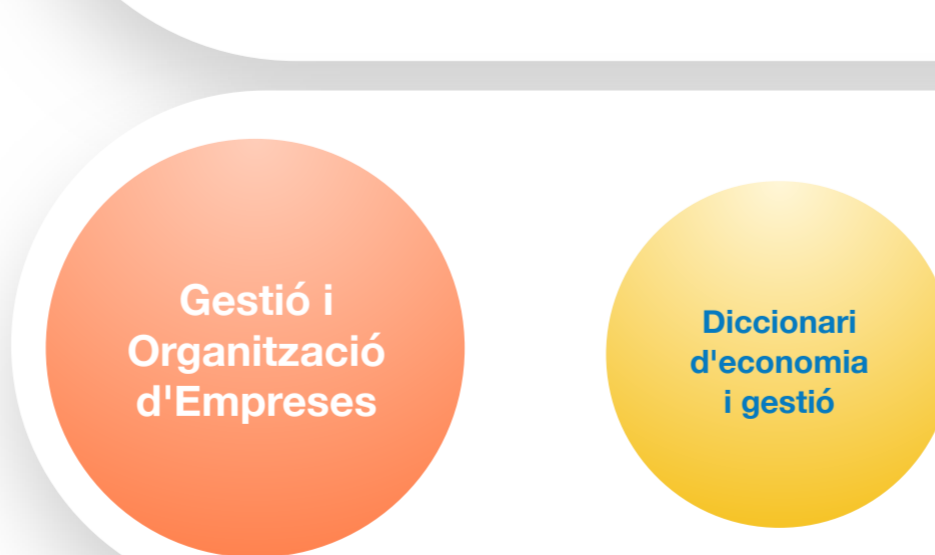 Gestió i
Organització
d'Empreses
Diccionari
d'economia
i gestió